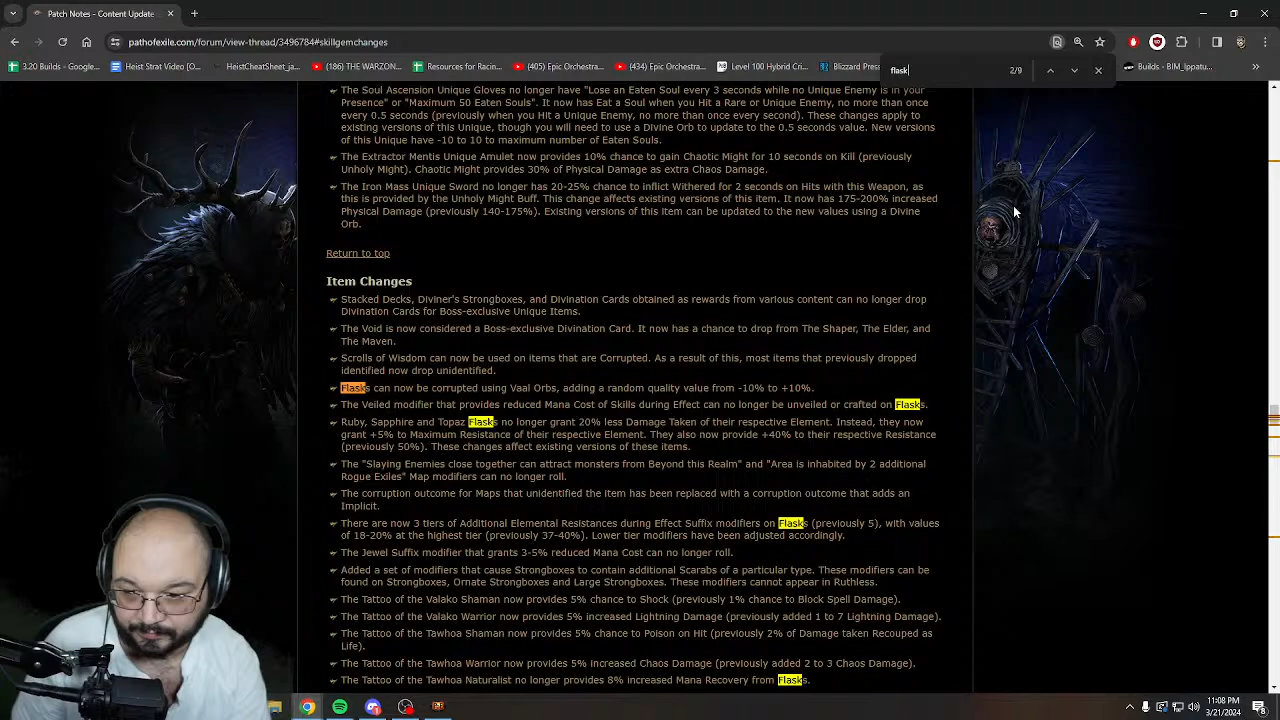 Forum - Patch Notes - Path of E
pathofexile.com/forum/view-thread/3496784#skillgemchanges
3.20 Builds - Google...
Heist Star Video (O...
HeistCheatSheet_ja...
(186) THE WARZON...
Resources for Racin...
(405) Epic Orchestr...
(434) Epic Orchestr...
Level 100 Hybrid Cr...
Blizzard Press
Builds - BIM_Ippatu...
flask
2/9
The Soul Ascension Unique Gloves no longer have "Lose an Eaten Soul every 3 seconds while no Unique Enemy is in your
Presence" or "Maximum 50 Eaten Souls". It now has Eat a Soul when you Hit a Rare or Unique Enemy, no more than once
every 0.5 seconds (previously when you Hit a Unique Enemy, no more than once every second). These changes apply to
existing versions of this Unique, though you will need to use a Divine Orb to update to the 0.5 seconds value. New versions
of this Unique have -10 to 10 to maximum number of Eaten Souls.
The Extractor Mentis Unique Amulet now provides 10% chance to gain Chaotic Might for 10 seconds on Kill (previously
Unholy Might). Chaotic Might provides 30% of Physical Damage as extra Chaos Damage.
The Iron Mass Unique Sword no longer has 20-25% chance to inflict Withered for 2 seconds on Hits with this Weapon, as
this is provided by the Unholy Might Buff. This change affects existing versions of this item. It now has 175-200% increased
Physical Damage (previously 140-175%). Existing versions of this item can be updated to the new values using a Divine
Orb.
Return to top
Item Changes
Stacked Decks, Diviner's Strongboxes, and Divination Cards obtained as rewards from various content can no longer drop
Divination Cards for Boss-exclusive Unique Items.
The Void is now considered a Boss-exclusive Divination Card. It now has a chance to drop from The Shaper, The Elder, and
The Maven.
Scrolls of Wisdom can now be used on items that are Corrupted. As a result of this, most items that previously dropped
identified now drop unidentified.
Flasks can now be corrupted using Vaal Orbs, adding a random quality value from -10% to +10%.
The Veiled modifier that provides reduced Mana Cost of Skills during Effect can no longer be unveiled or crafted on Flasks.
Ruby, Sapphire and Topaz Flasks no longer grant 20% less Damage Taken of their respective Element. Instead, they now
grant +5% to Maximum Resistance of their respective Element. They also now provide +40% to their respective Resistance
(previously 50%). These changes affect existing versions of these items.
The "Slaying Enemies close together can attract monsters from Beyond this Realm" and "Area is inhabited by 2 additional
Rogue Exiles" Map modifiers can no longer roll.
The corruption outcome for Maps that unidentified the item has been replaced with a corruption outcome that adds an
Implicit.
There are now 3 tiers of Additional Elemental Resistances during Effect Suffix modifiers on Flasks (previously 5), with values
of 18-20% at the highest tier (previously 37-40%). Lower tier modifiers have been adjusted accordingly.
The Jewel Suffix modifier that grants 3-5% reduced Mana Cost can no longer roll.
Added a set of modifiers that cause Strongboxes to contain additional Scarabs of a particular type. These modifiers can be
found on Strongboxes, Ornate Strongboxes and Large Strongboxes. These modifiers cannot appear in Ruthless.
The Tattoo of the Valako Shaman now provides 5% chance to Shock (previously 1% chance to Block Spell Damage).
The Tattoo of the Valako Warrior now provides 5% increased Lightning Damage (previously added 1 to 7 Lightning Damage).
The Tattoo of the Tawhoa Shaman now provides 5% chance to Poison on Hit (previously 2% of Damage taken Recouped as
Life).
The Tattoo of the Tawhoa Warrior now provides 5% increased Chaos Damage (previously added 2 to 3 Chaos Damage).
The Tattoo of the Tawhoa Naturalist no longer provides 8% increased Mana Recovery from Flasks.
11:08 PM
3/21/2024